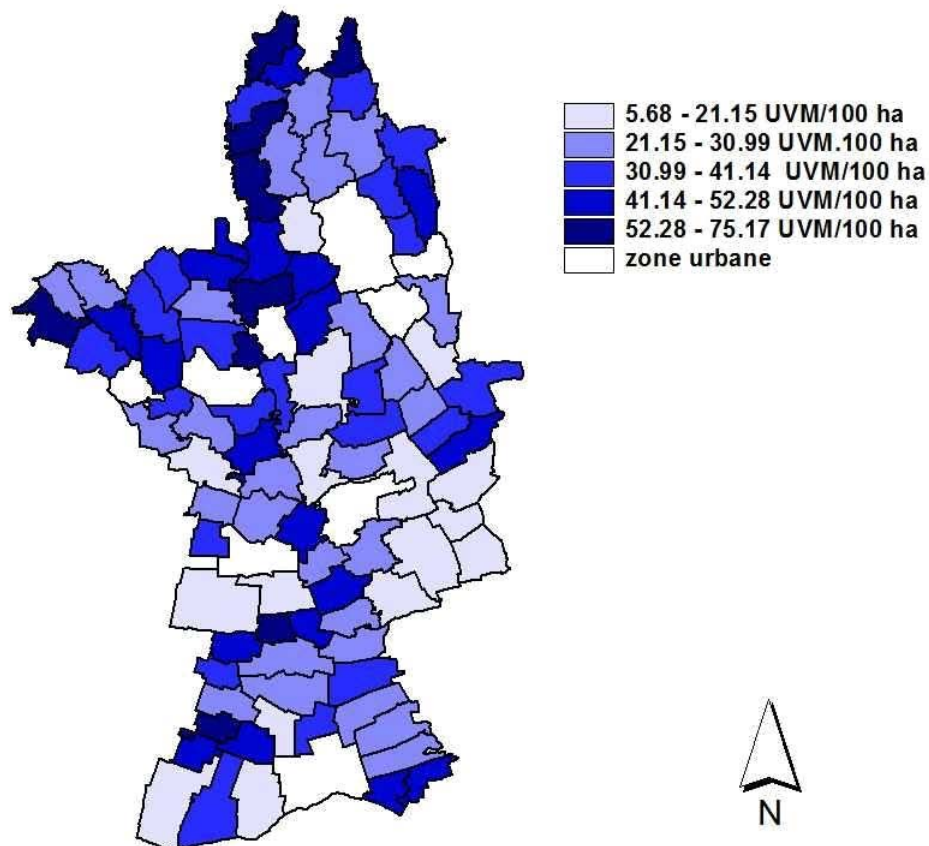 5.68 - 21.15 UVM/100 ha
21.15 - 30.99 UVM.100 ha
30.99 - 41.14 UVM/100 ha
41.14 - 52.28 UVM/100 ha
52.28 - 75.17 UVM/100 ha
zone urbane
N